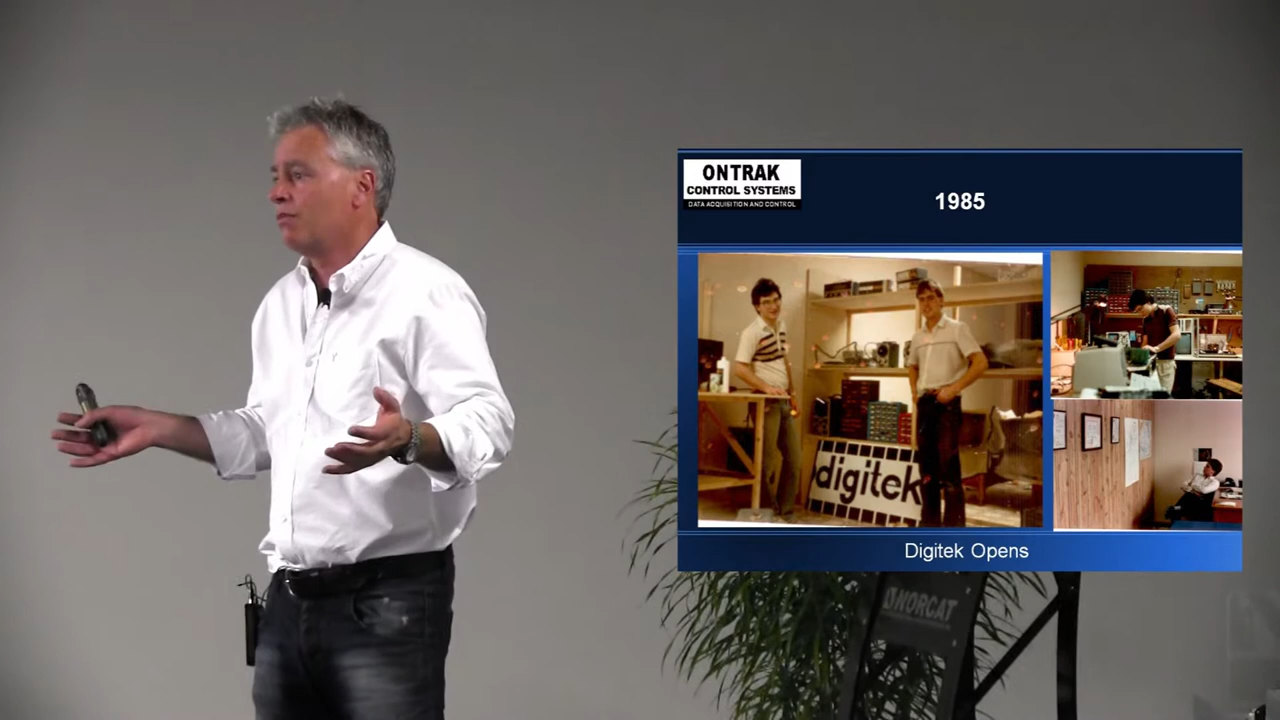 ONTRAK
CONTROL SYSTEMS
DATA ACQUISITION AND CONTROL
1985
digitek
Digitek Opens
NORCAT